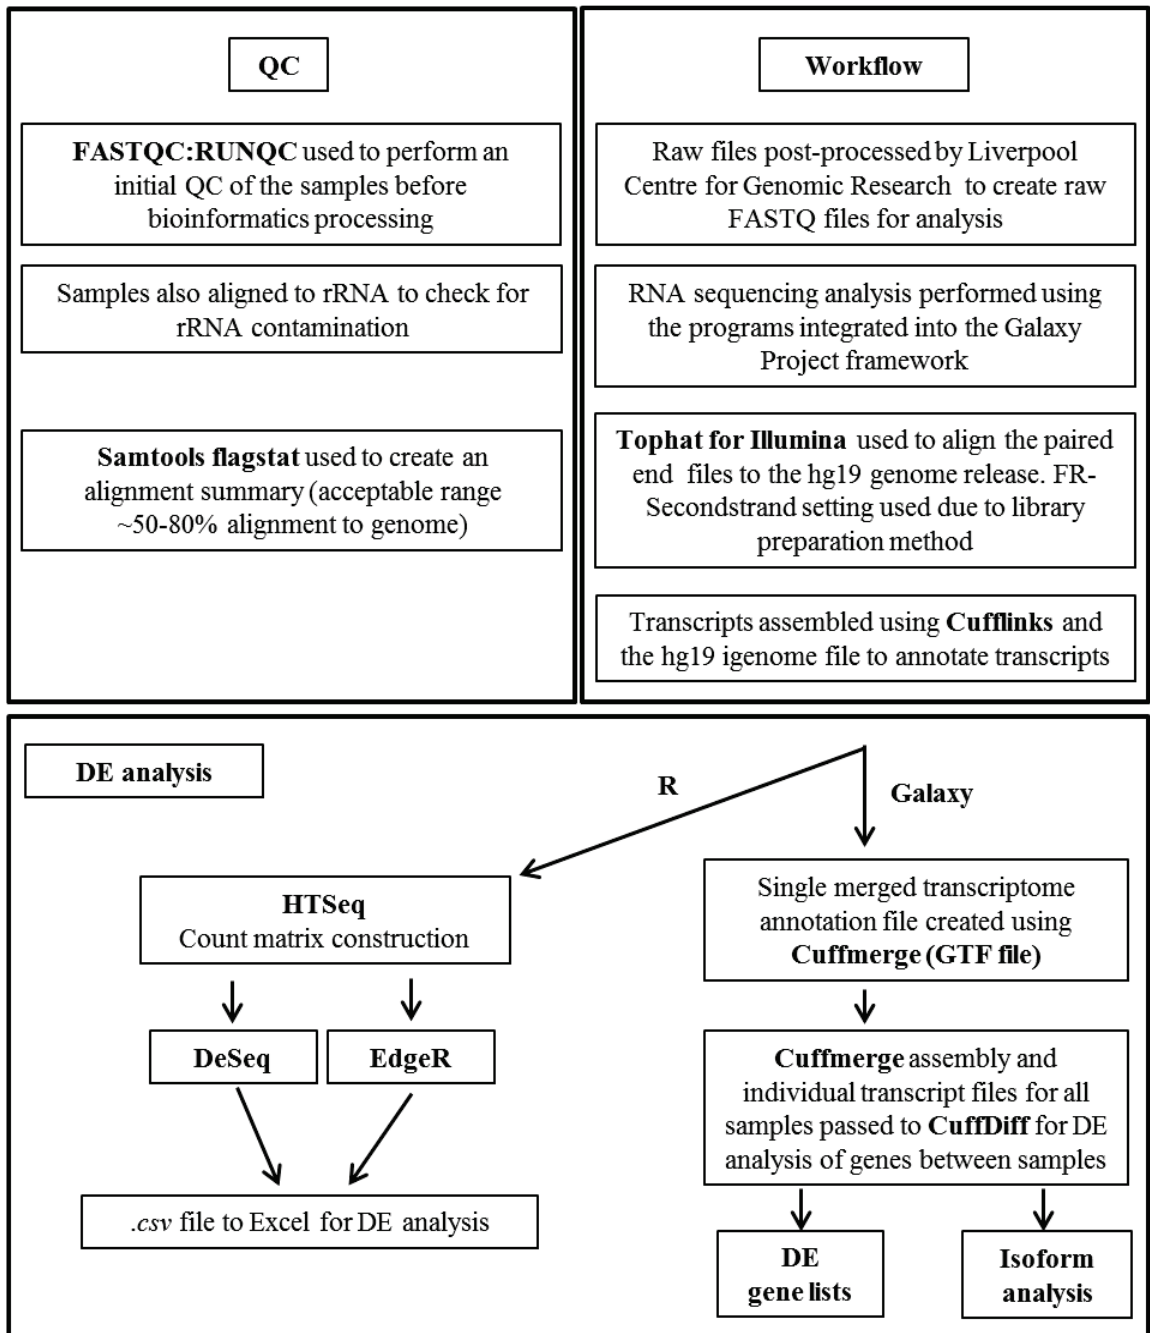 QC
FASTQC:RUNQC used to perform an
initial QC of the samples before
bioinformatics processing
Samples also aligned to rRNA to check for
rRNA contamination
Samtools flagstat used to create an
alignment summary (acceptable range
~50-80% alignment to genome)
Workflow
Raw files post-processed by Liverpool
Centre for Genomic Research to create raw
FASTQ files for analysis
RNA sequencing analysis performed using
the programs integrated into the Galaxy
Project framework
Tophat for Illumina used to align the paired
end files to the hg19 genome release. FR-
Secondstrand setting used due to library
preparation method
Transcripts assembled using Cufflinks and
the hg19 igenome file to annotate transcripts
DE analysis
R
Galaxy
HTSeq
Count matrix construction
DeSeq
EdgeR
.csv file to Excel for DE analysis
Single merged transcriptome
annotation file created using
Cuffmerge (GTF file)
Cuffmerge assembly and
individual transcript files for all
samples passed to CuffDiff for DE
analysis of genes between samples
DE
gene lists
Isoform
analysis